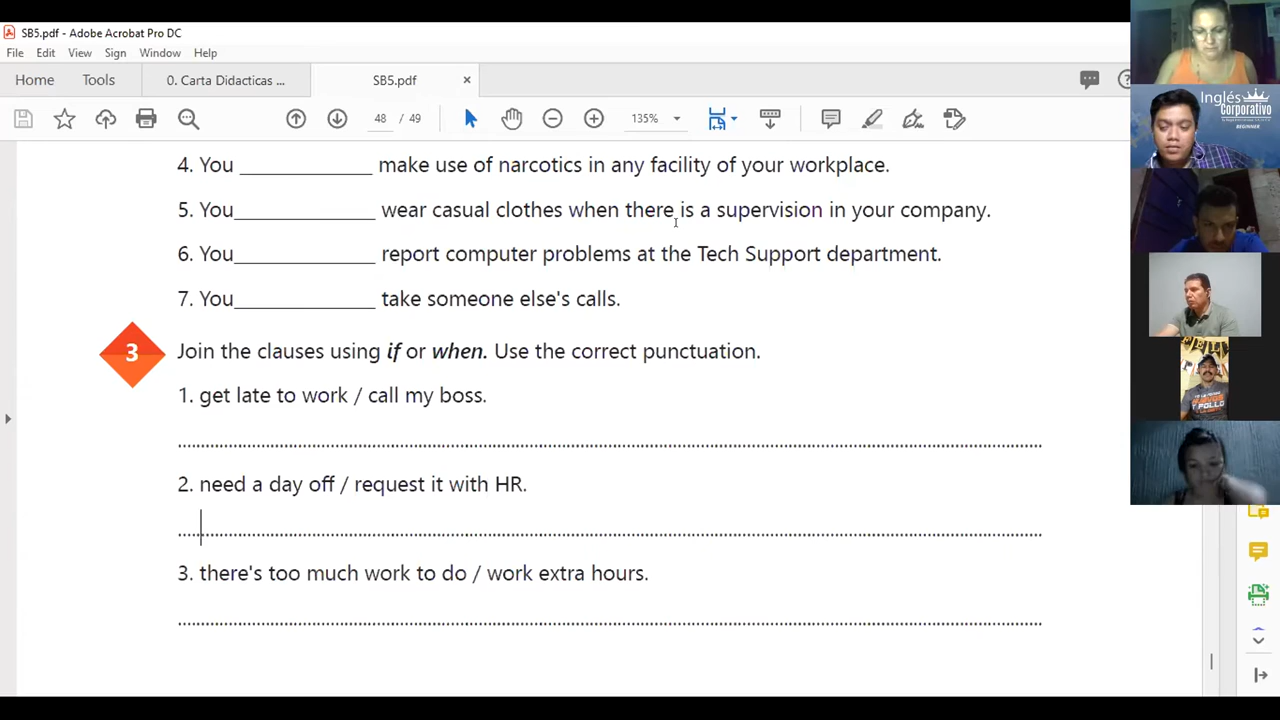 SB5.pdf - Adobe Acrobat Pro DC
File Edit View Sign Window Help
Home Tools 0. Carta Didacticas ... SB5.pdf ×
48 / 49 135%
4. You ______________ make use of narcotics in any facility of your workplace.
5. You______________ wear casual clothes when there is a supervision in your company.
6. You______________ report computer problems at the Tech Support department.
7. You______________ take someone else's calls.
3 Join the clauses using if or when. Use the correct punctuation.
1. get late to work / call my boss.
2. need a day off / request it with HR.
3. there's too much work to do / work extra hours.
Inglés
Corporativo
BEGINNER